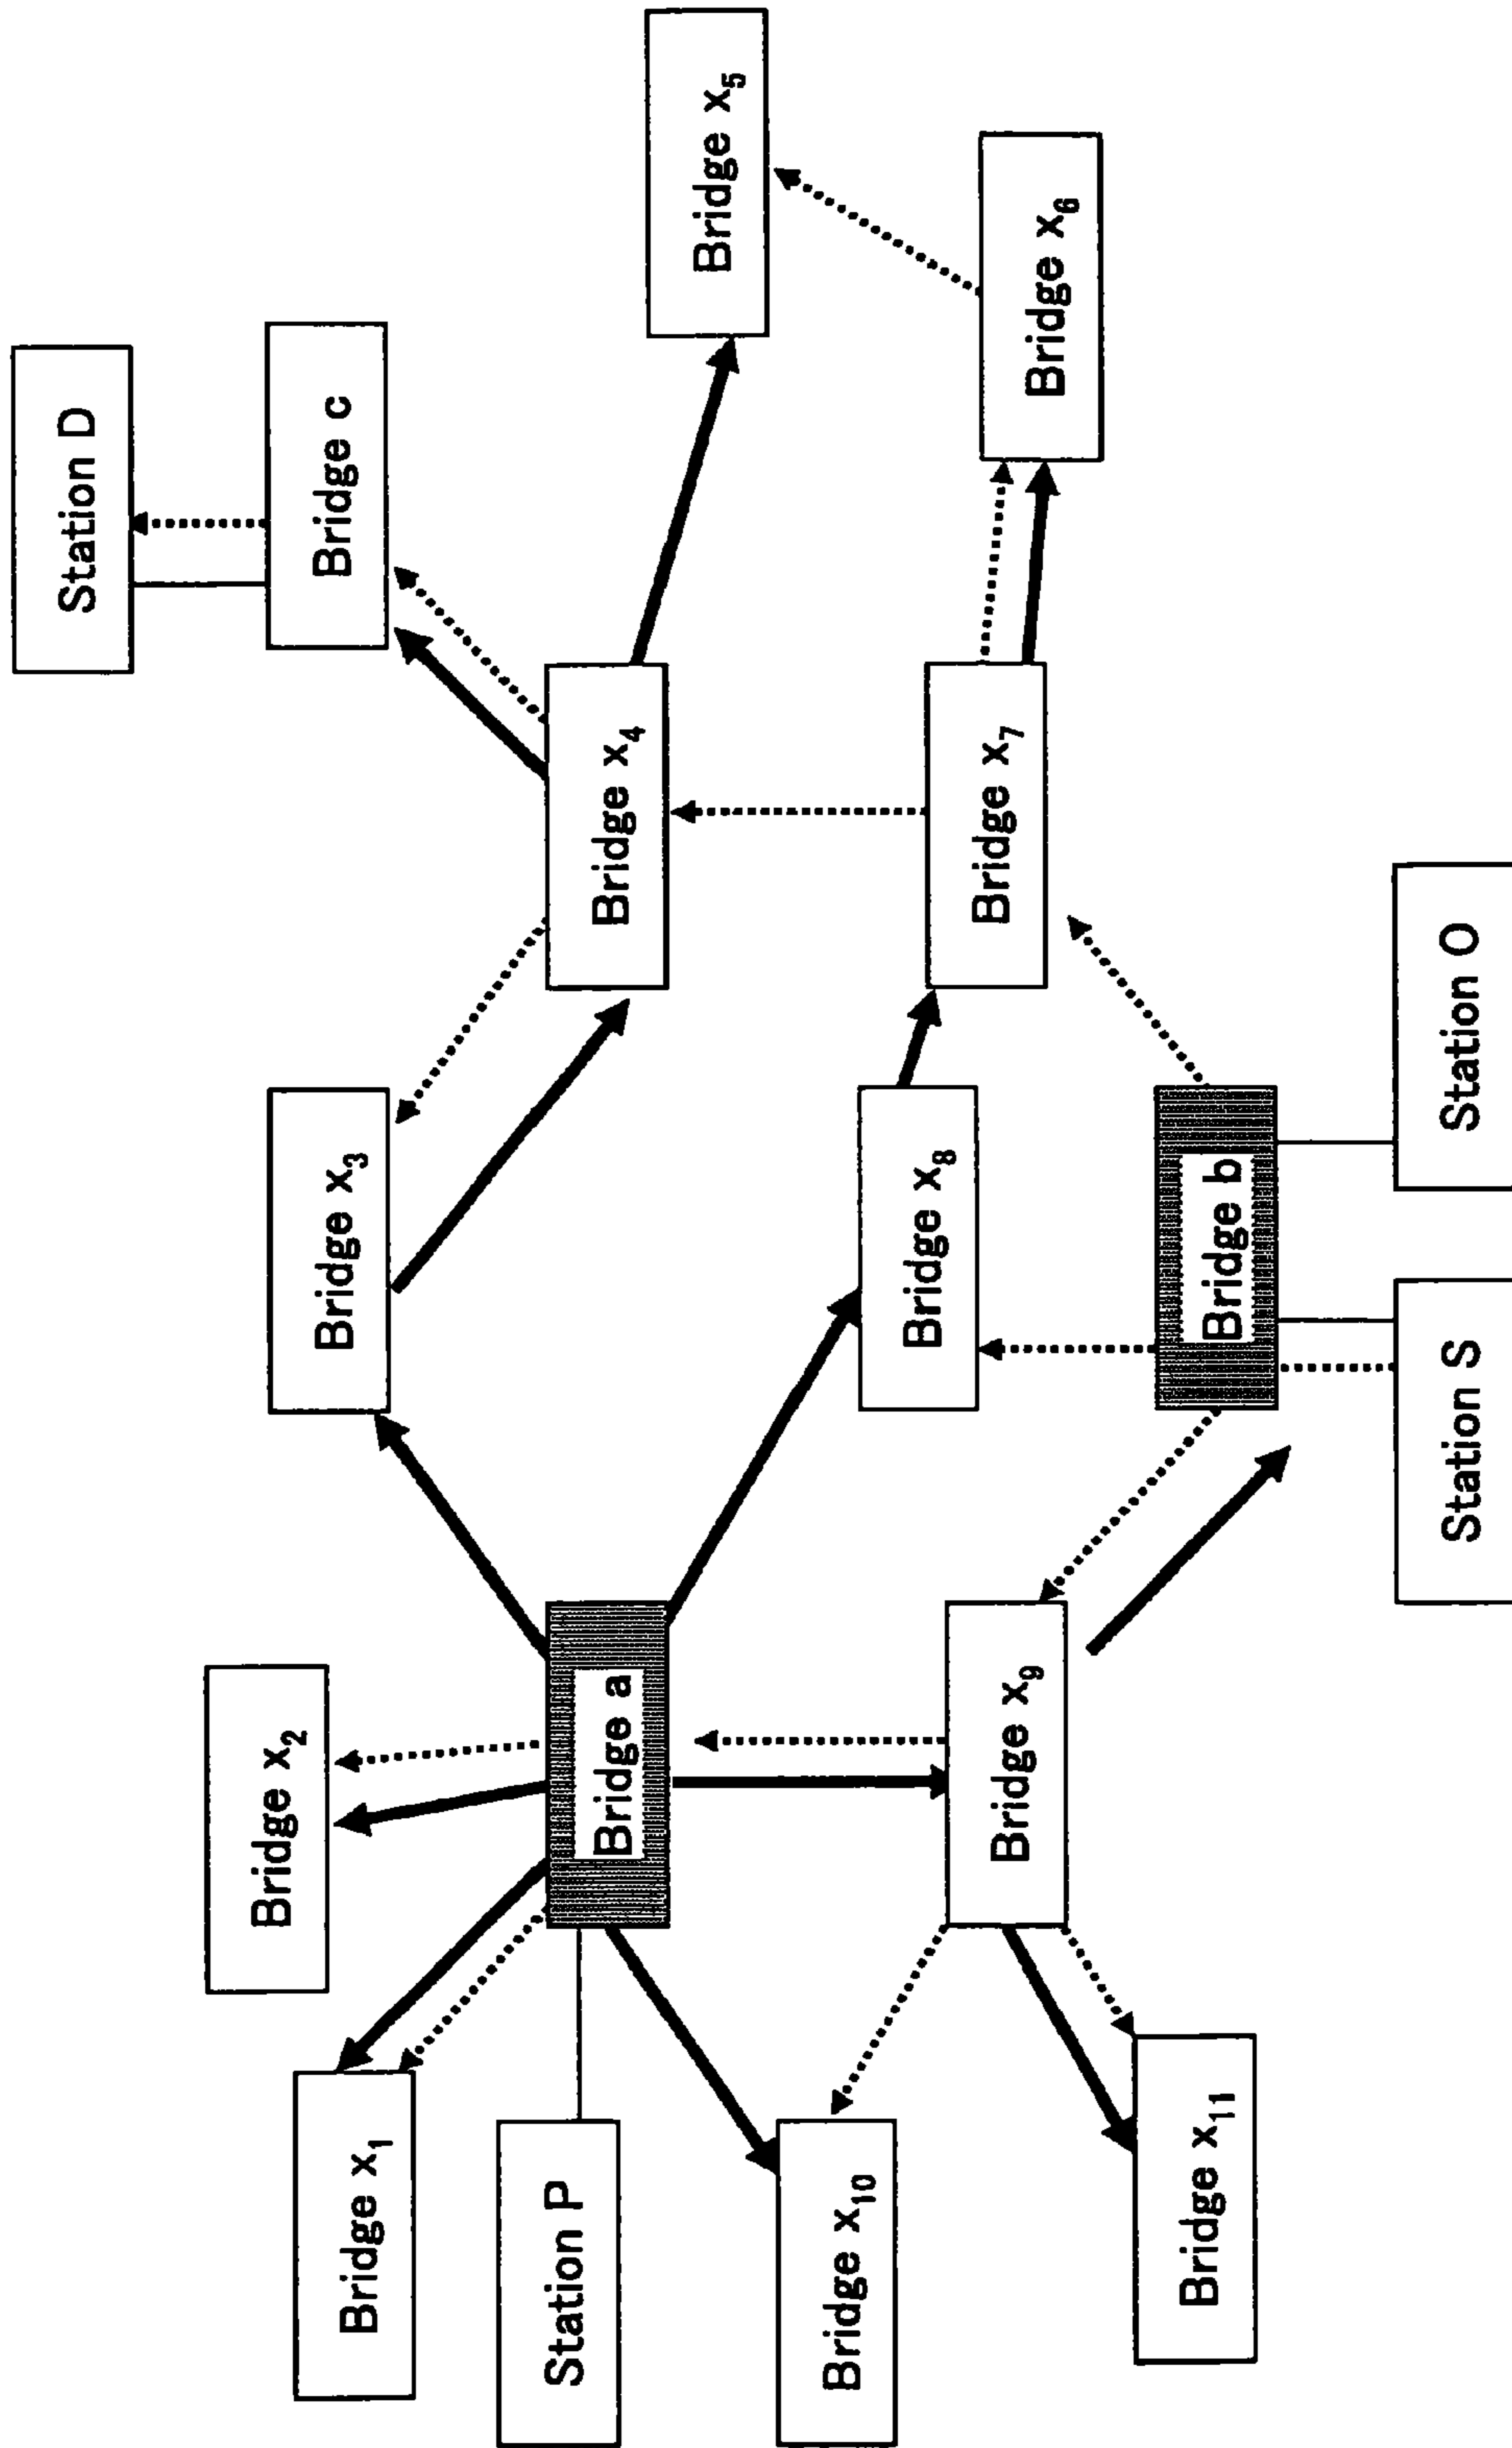 Station D
Bridge c
Bridge x₅
Bridge x₄
Bridge x₆
Bridge x₇
Bridge x₃
Bridge x₈
Station O
Bridge b
Station S
Bridge x₂
Bridge a
Bridge x₉
Bridge x₁
Station P
Bridge x₁₀
Bridge x₁₁